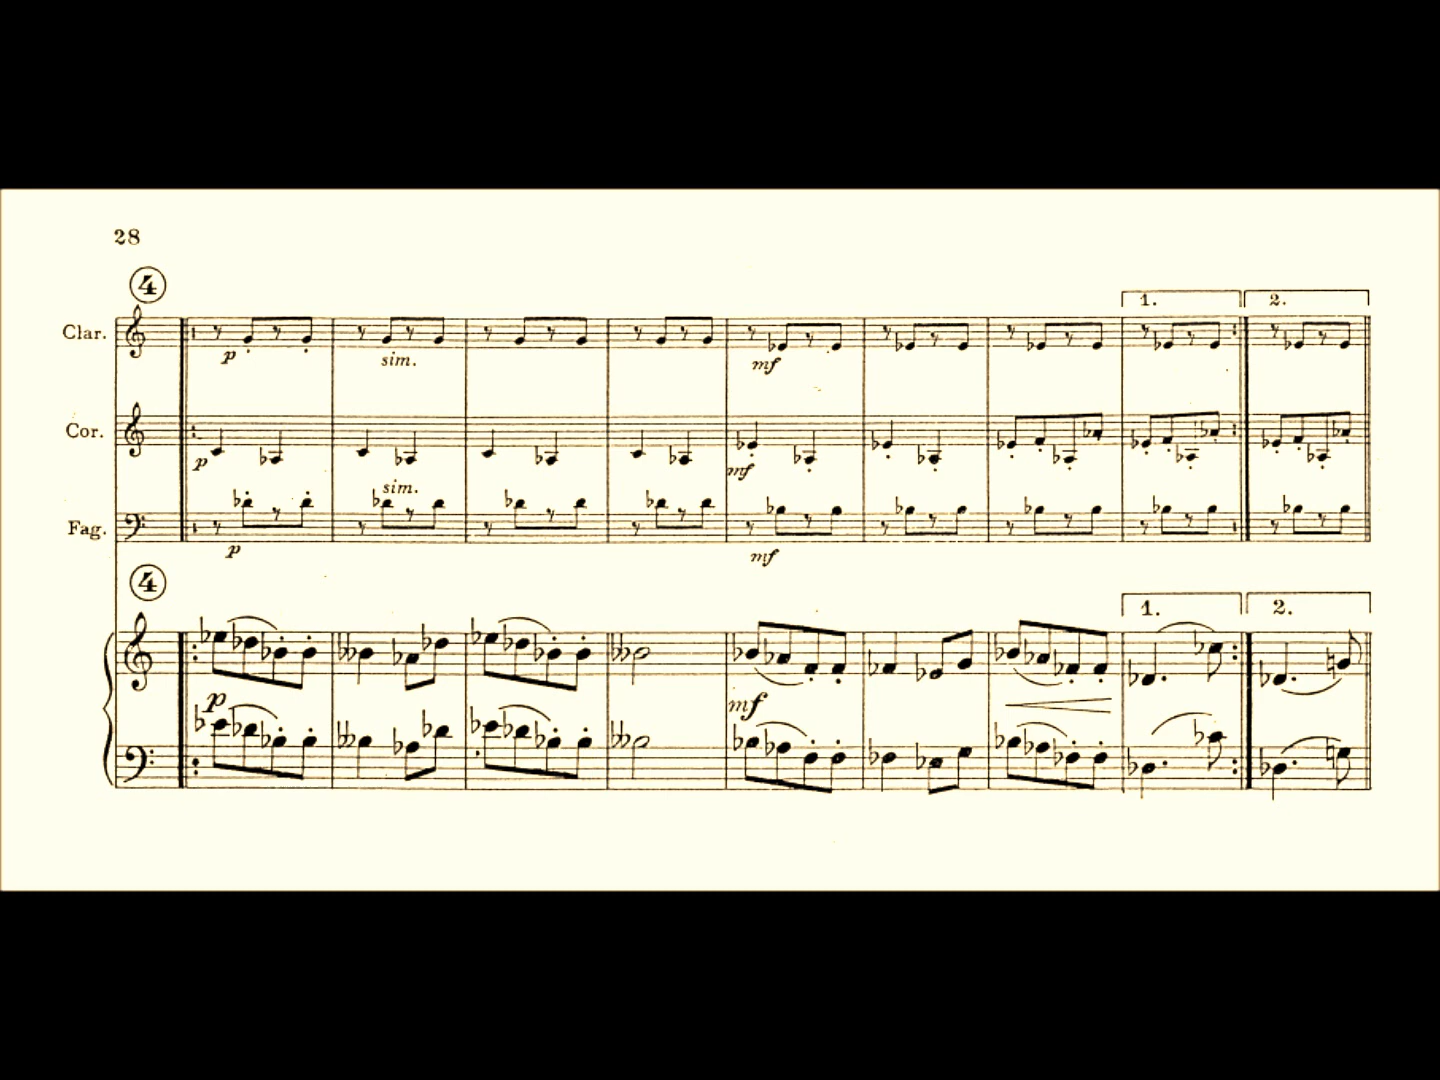 28
4
1. 2.
Clar.
p sim. mf
Cor.
p mf
sim.
Fag.
p mf
4
1. 2.
p mf